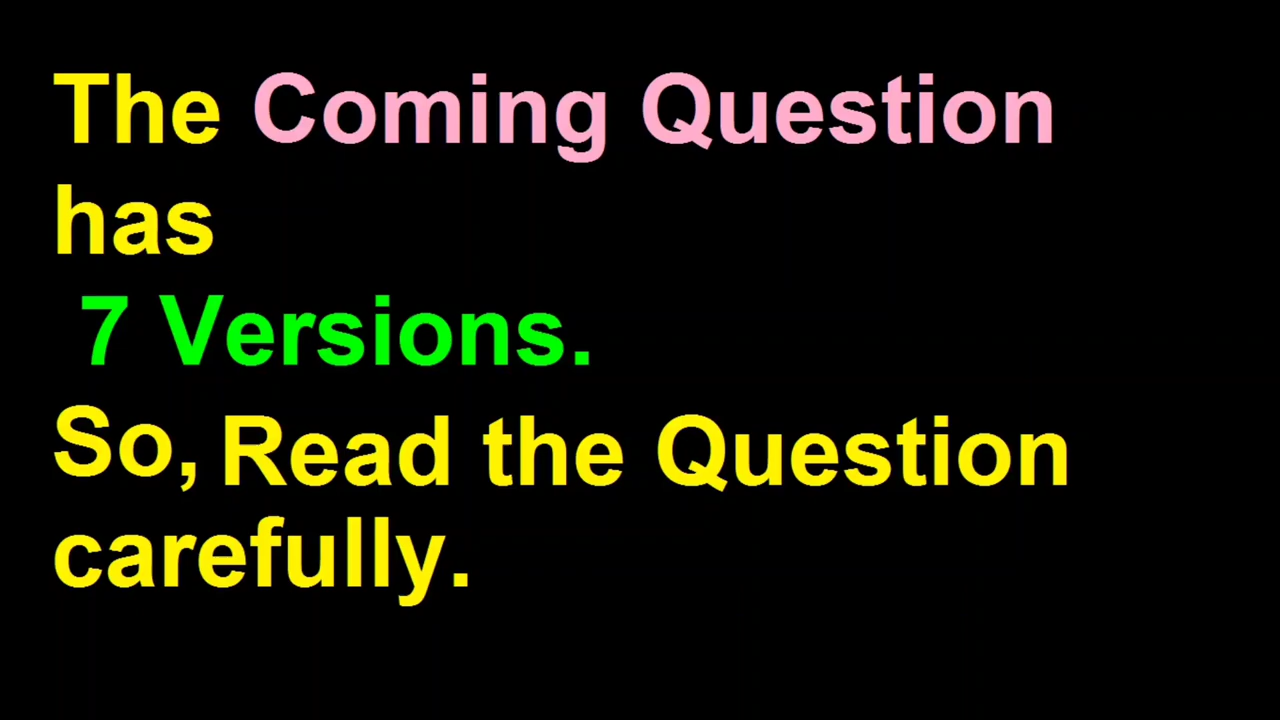 The Coming Question
has
7 Versions.
So, Read the Question
carefully.